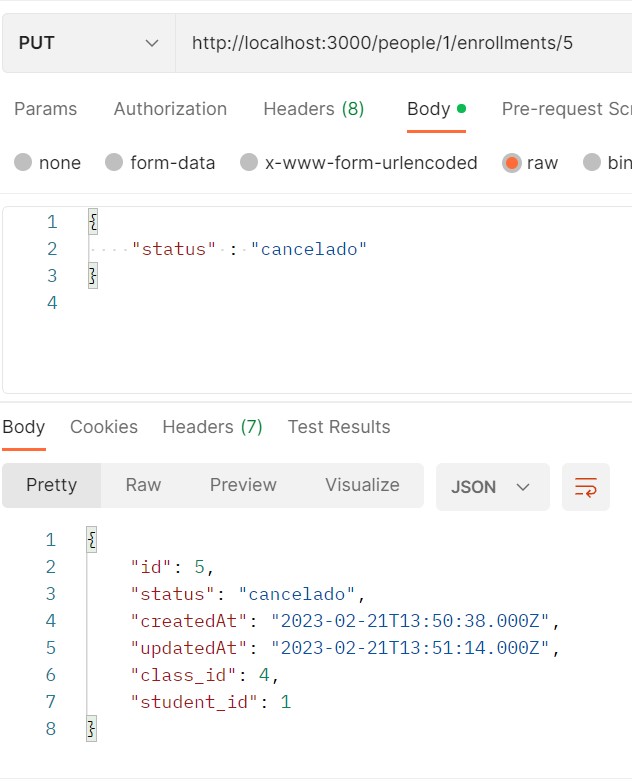 PUT http://localhost:3000/people/1/enrollments/5
Params Authorization Headers (8) Body Pre-request Scr
none form-data x-www-form-urlencoded raw bin
1 {
2 "status" : "cancelado"
3 }
4
Body Cookies Headers (7) Test Results
Pretty Raw Preview Visualize JSON
1 {
2 "id": 5,
3 "status": "cancelado",
4 "createdAt": "2023-02-21T13:50:38.000Z",
5 "updatedAt": "2023-02-21T13:51:14.000Z",
6 "class_id": 4,
7 "student_id": 1
8 }